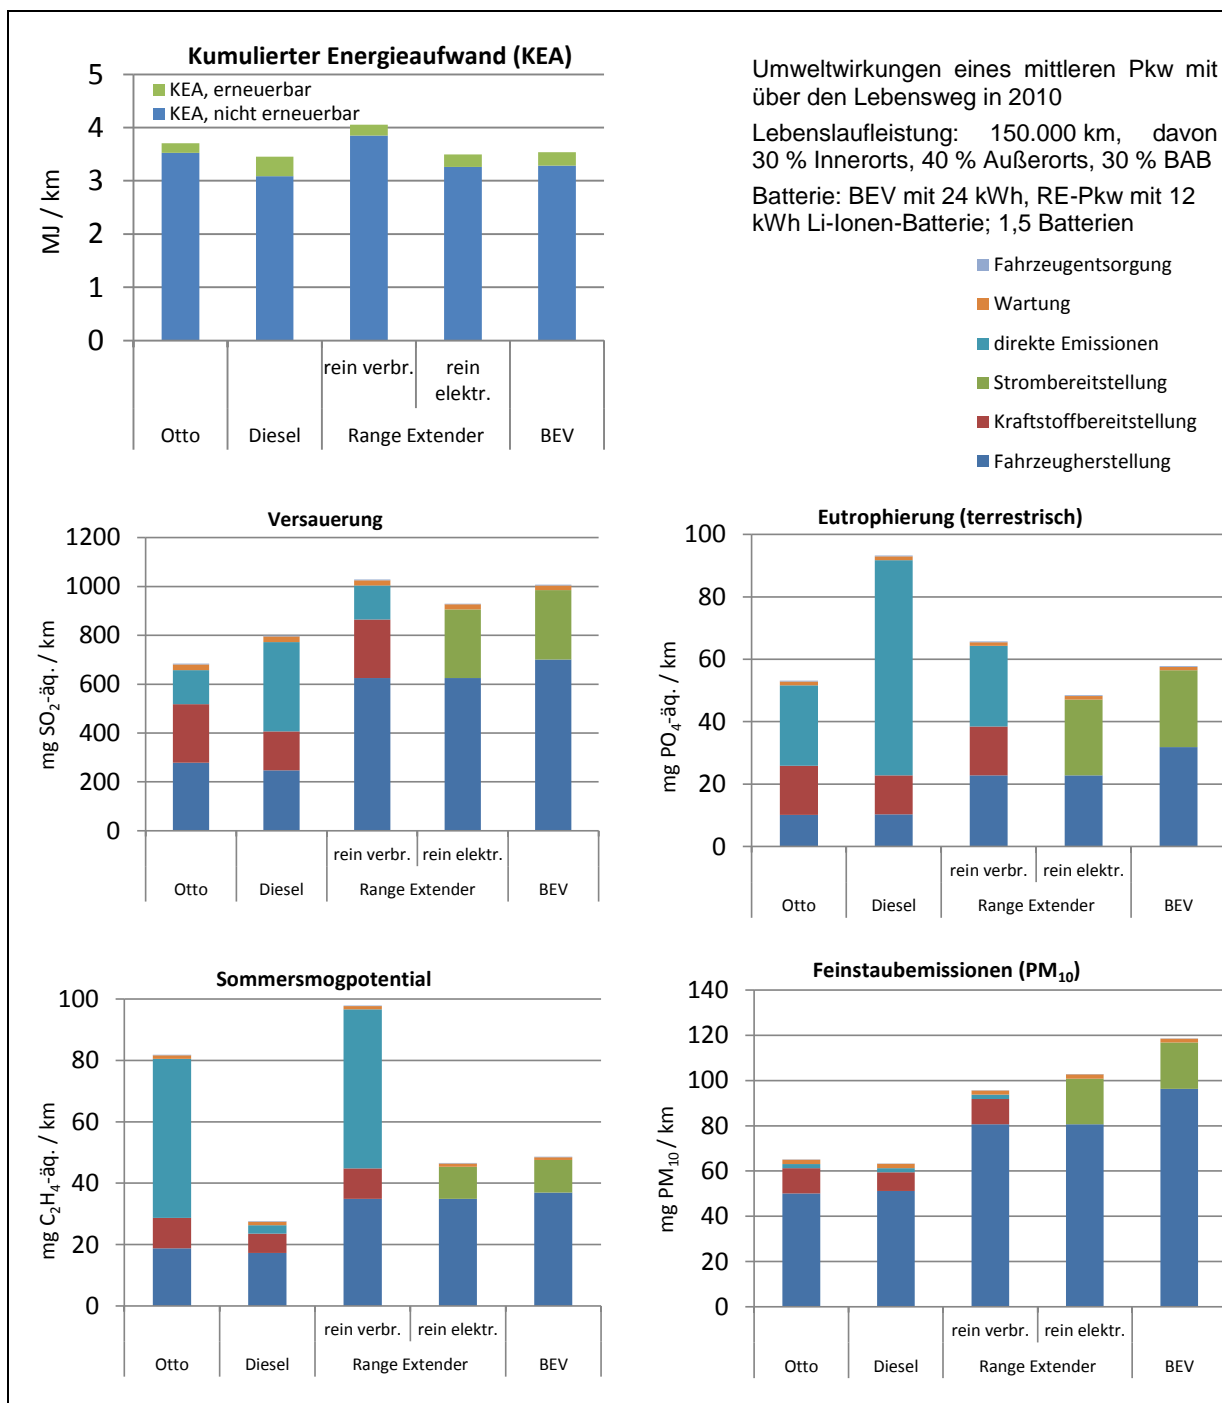 Kumulierter Energieaufwand (KEA)
5
4
3
2
1
0
MJ / km
KEA, erneuerbar
KEA, nicht erneuerbar
rein verbr.
rein
elektr.
Otto
Diesel
Range Extender
BEV
Umweltwirkungen eines mittleren Pkw mit
über den Lebensweg in 2010
Lebenslaufleistung: 150.000 km, davon
30 % Innerorts, 40 % Außerorts, 30 % BAB
Batterie: BEV mit 24 kWh, RE-Pkw mit 12
kWh Li-Ionen-Batterie; 1,5 Batterien
Fahrzeugentsorgung
Wartung
direkte Emissionen
Strombereitstellung
Kraftstoffbereitstellung
Fahrzeugherstellung
Versauerung
1200
1000
800
600
400
200
0
mg SO₂-äq. / km
rein verbr.
rein elektr.
Otto
Diesel
Range Extender
BEV
Eutrophierung (terrestrisch)
100
80
60
40
20
0
mg PO₄-äq. / km
rein verbr.
rein elektr.
Otto
Diesel
Range Extender
BEV
Sommersmogpotential
100
80
60
40
20
0
mg C₂H₄-äq. / km
rein verbr.
rein elektr.
Otto
Diesel
Range Extender
BEV
Feinstaubemissionen (PM₁₀)
140
120
100
80
60
40
20
0
mg PM₁₀ / km
rein verbr.
rein elektr.
Otto
Diesel
Range Extender
BEV